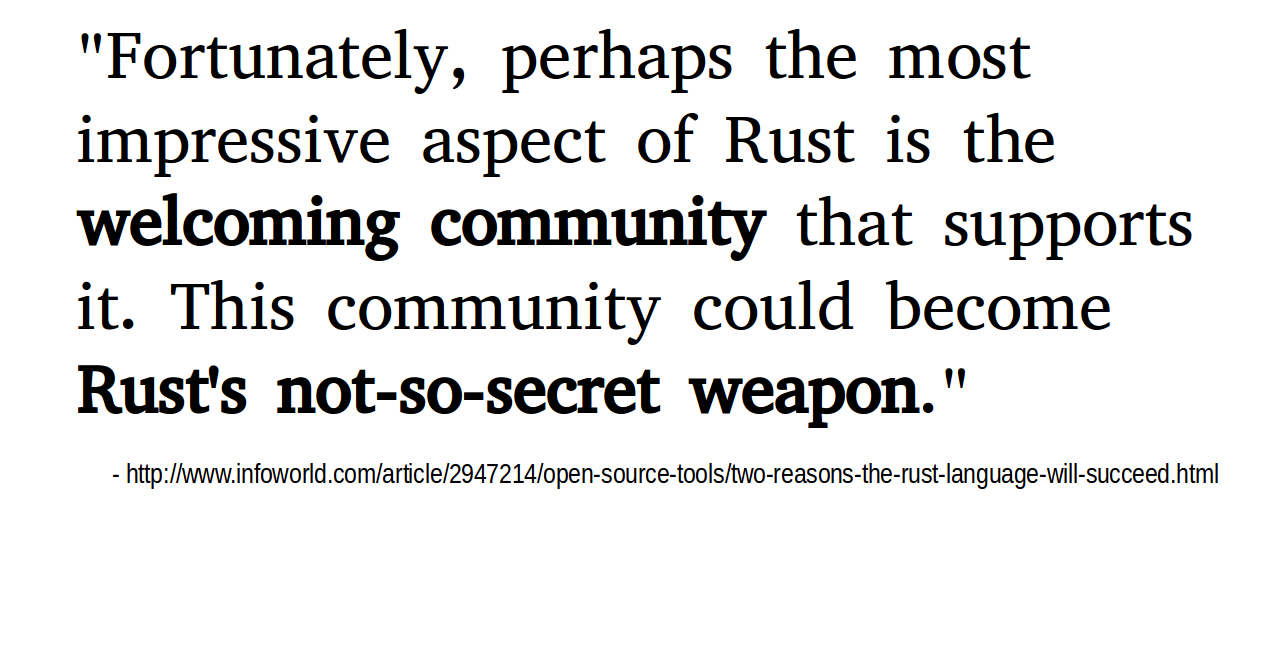 "Fortunately, perhaps the most
impressive aspect of Rust is the
welcoming community that supports
it. This community could become
Rust's not-so-secret weapon."
- http://www.infoworld.com/article/2947214/open-source-tools/two-reasons-the-rust-language-will-succeed.html